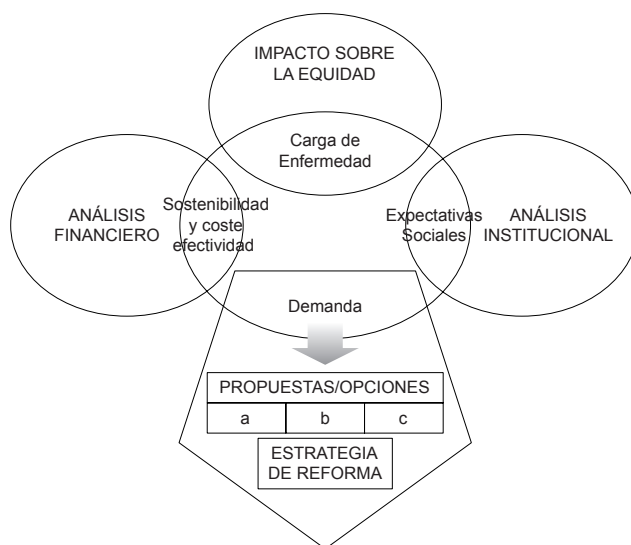 IMPACTO SOBRE
LA EQUIDAD
Carga de
Enfermedad
ANÁLISIS
FINANCIERO
Sostenibilidad
y coste
efectividad
Expectativas
Sociales
ANÁLISIS
INSTITUCIONAL
Demanda
PROPUESTAS/OPCIONES
a b c
ESTRATEGIA
DE REFORMA